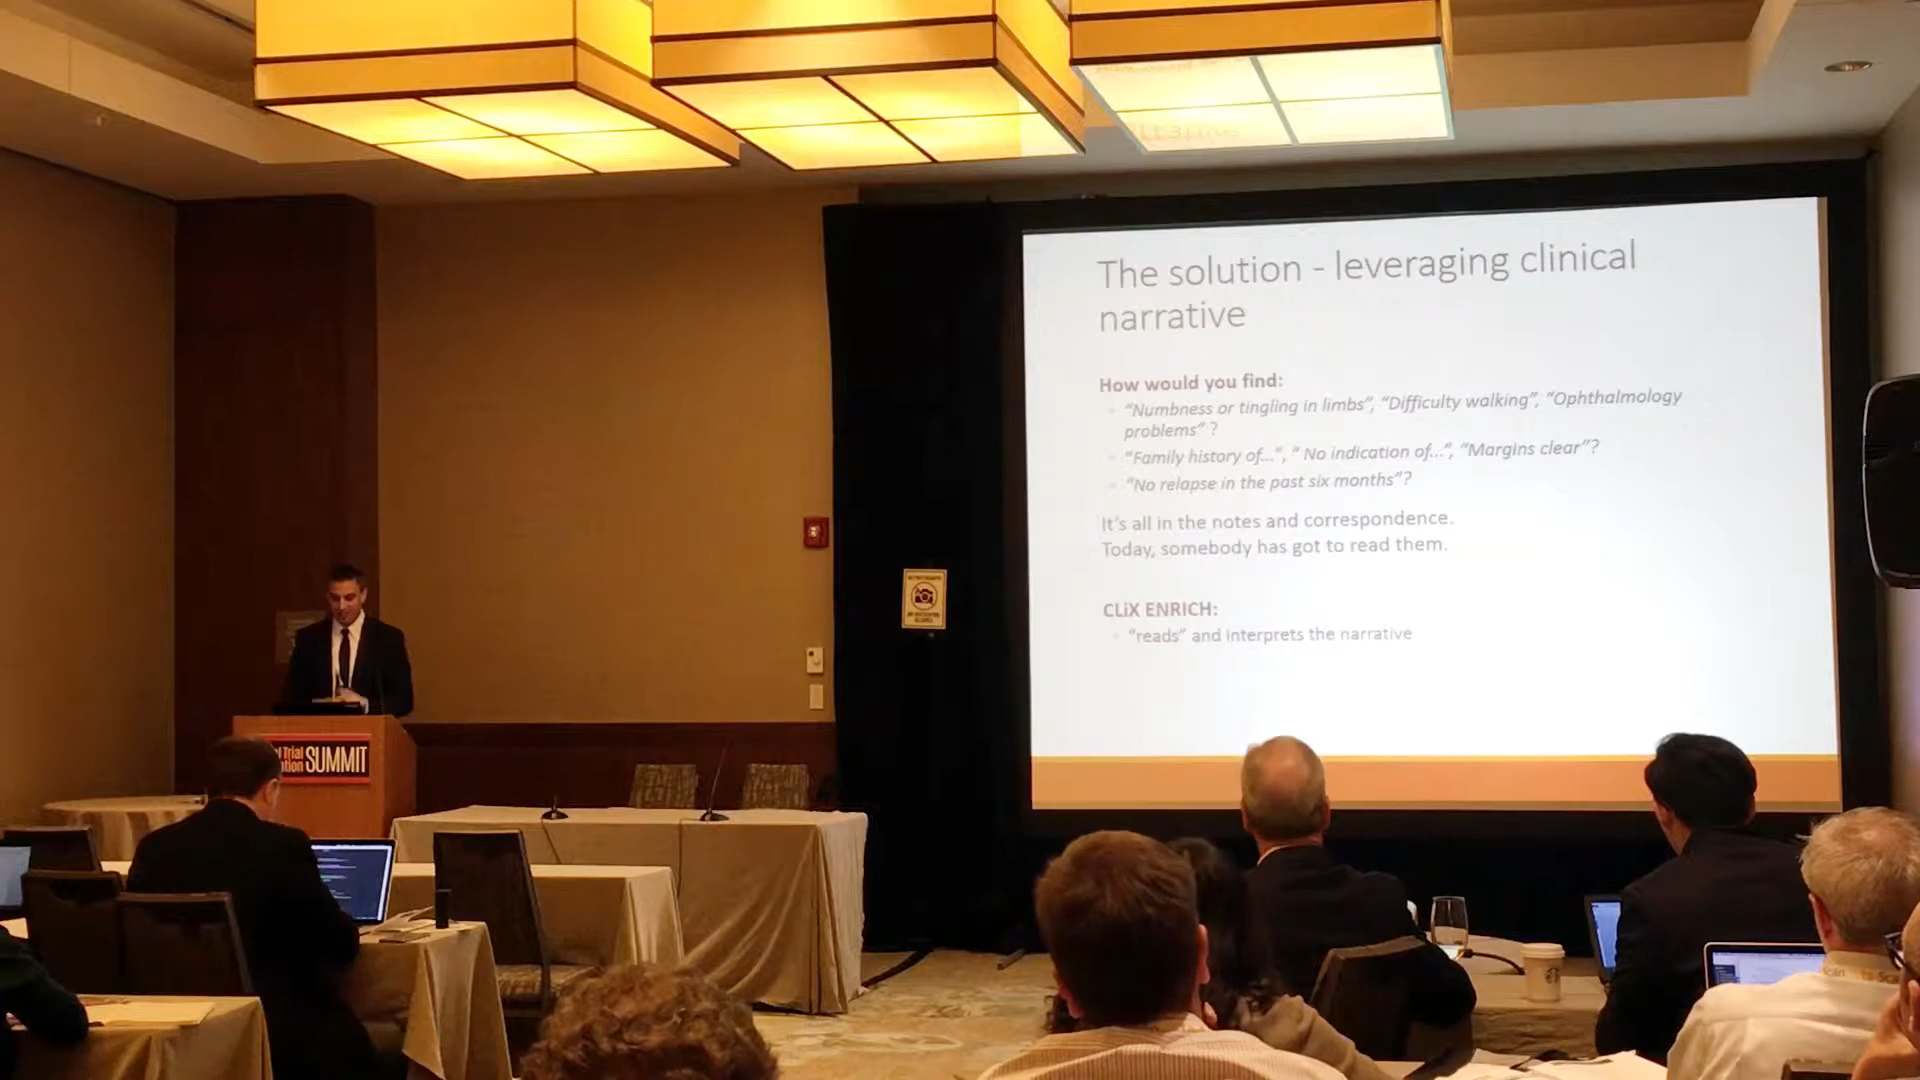 The solution - leveraging clinical
narrative
How would you find:
“Numbness or tingling in limbs”, “Difficulty walking”, “Ophthalmology
problems” ?
“Family history of...”, “ No indication of...”, “Margins clear”?
“No relapse in the past six months”?
It's all in the notes and correspondence.
Today, somebody has got to read them.
CLiX ENRICH:
“reads” and interprets the narrative
l Trial
ation SUMMIT